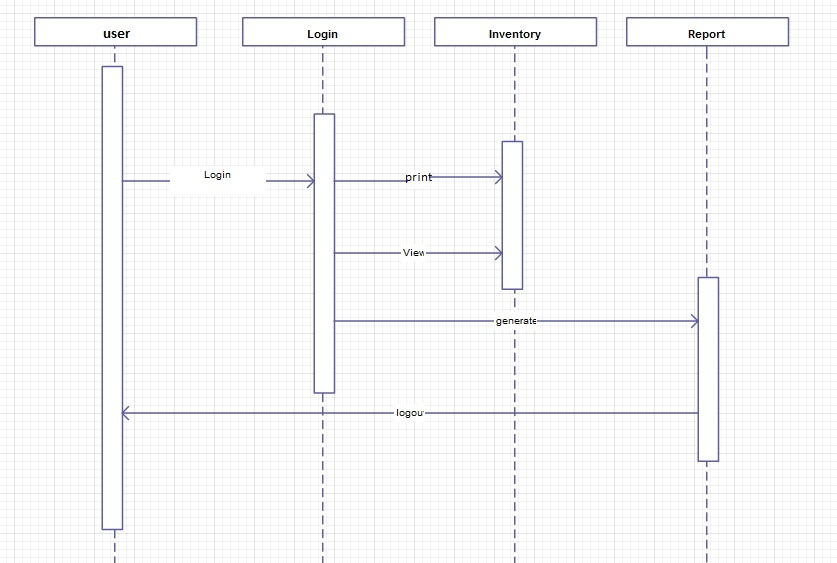 user
Login
Inventory
Report
Login
print
View
generate
logou